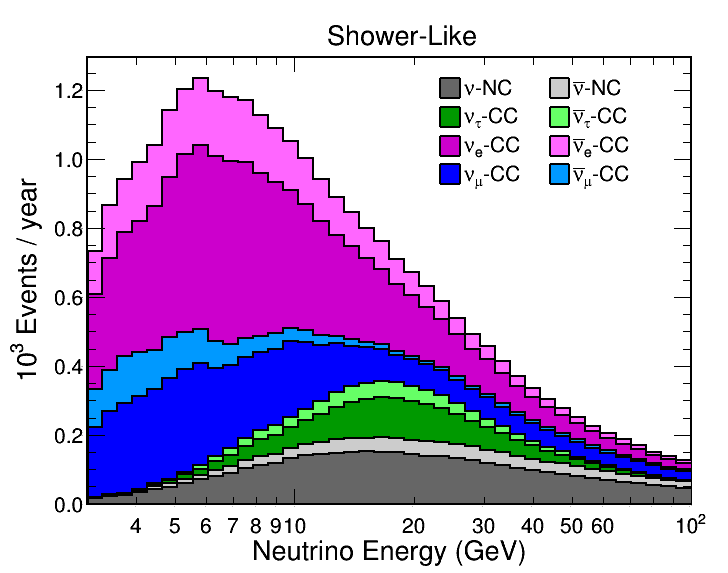 Shower-Like
10³ Events / year
1.2
1.0
0.8
0.6
0.4
0.2
0.0
ν-NC ν̅-NC
ντ-CC ν̅τ-CC
νe-CC ν̅e-CC
νμ-CC ν̅μ-CC
4 5 6 7 8 910 20 30 40 50 60 10²
Neutrino Energy (GeV)